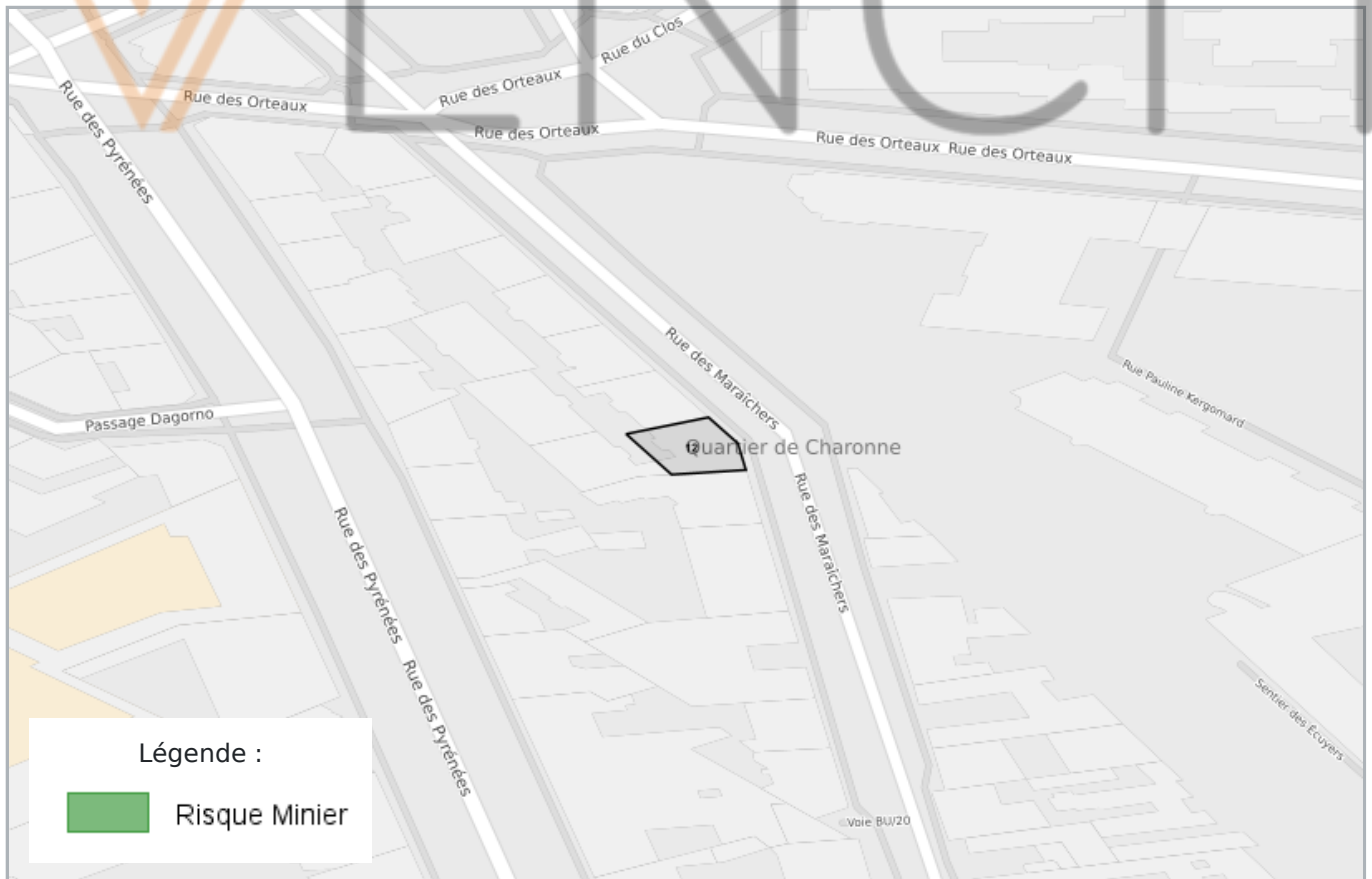 Rue du Clos
Rue des Orteaux
Rue des Orteaux
Rue des Orteaux
Rue des Orteaux Rue des Orteaux
Rue des Pyrénées
Rue des Maraîchers
Rue Pauline Kergomard
Passage Dagorno
12
Quartier de Charonne
Rue des Maraîchers
Rue des Pyrénées
Rue des Pyrénées
Sentier des Écuyers
Voie BU/20
Légende :
Risque Minier